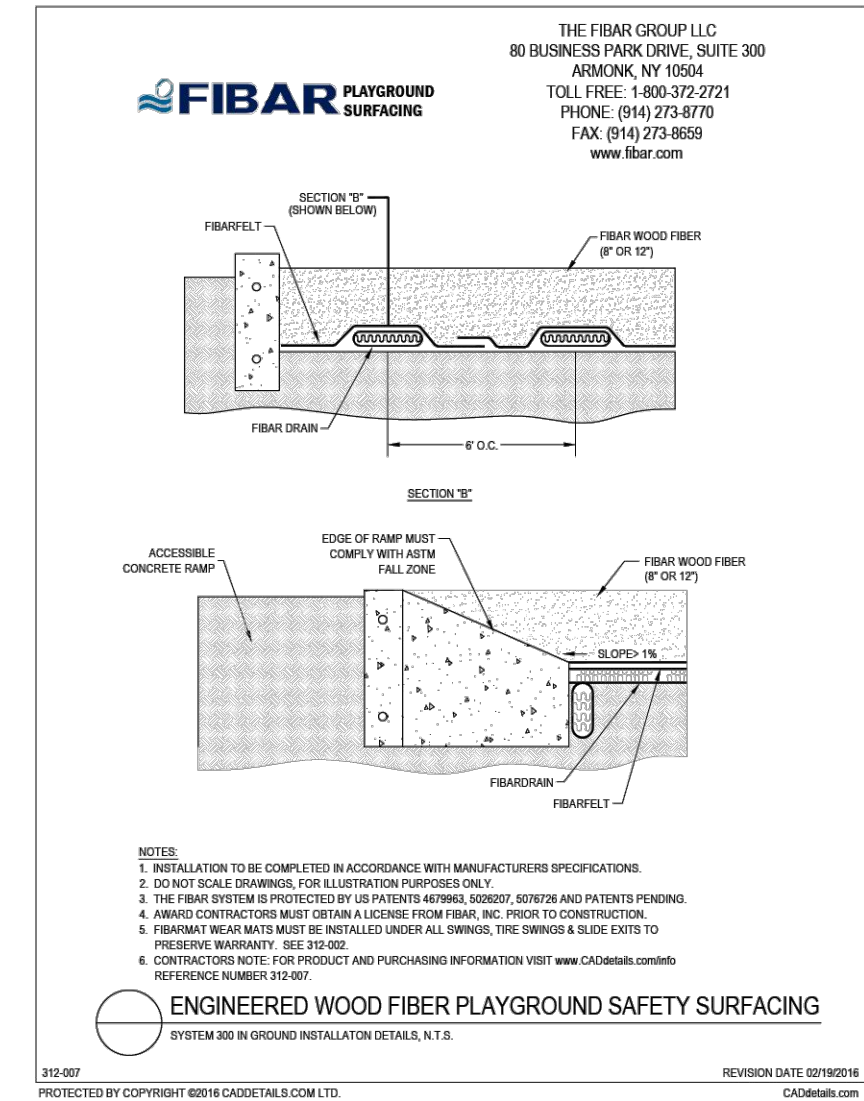 THE FIBAR GROUP LLC
80 BUSINESS PARK DRIVE, SUITE 300
ARMONK, NY 10504
TOLL FREE: 1-800-372-2721
PHONE: (914) 273-8770
FAX: (914) 273-8659
www.fibar.com
FIBAR PLAYGROUND
SURFACING
SECTION "B"
(SHOWN BELOW)
FIBARFELT
FIBAR WOOD FIBER
(8" OR 12")
FIBAR DRAIN
6' O.C.
SECTION "B"
EDGE OF RAMP MUST
COMPLY WITH ASTM
FALL ZONE
ACCESSIBLE
CONCRETE RAMP
FIBAR WOOD FIBER
(8" OR 12")
SLOPE> 1%
FIBARDRAIN
FIBARFELT
NOTES:
1. INSTALLATION TO BE COMPLETED IN ACCORDANCE WITH MANUFACTURERS SPECIFICATIONS.
2. DO NOT SCALE DRAWINGS, FOR ILLUSTRATION PURPOSES ONLY.
3. THE FIBAR SYSTEM IS PROTECTED BY US PATENTS 4679963, 5026207, 5076726 AND PATENTS PENDING.
4. AWARD CONTRACTORS MUST OBTAIN A LICENSE FROM FIBAR, INC. PRIOR TO CONSTRUCTION.
5. FIBARMAT WEAR MATS MUST BE INSTALLED UNDER ALL SWINGS, TIRE SWINGS & SLIDE EXITS TO
PRESERVE WARRANTY. SEE 312-002.
6. CONTRACTORS NOTE: FOR PRODUCT AND PURCHASING INFORMATION VISIT www.CADdetails.com/info
REFERENCE NUMBER 312-007.
ENGINEERED WOOD FIBER PLAYGROUND SAFETY SURFACING
SYSTEM 300 IN GROUND INSTALLATON DETAILS, N.T.S.
312-007
REVISION DATE 02/19/2016
PROTECTED BY COPYRIGHT ©2016 CADDETAILS.COM LTD.
CADdetails.com